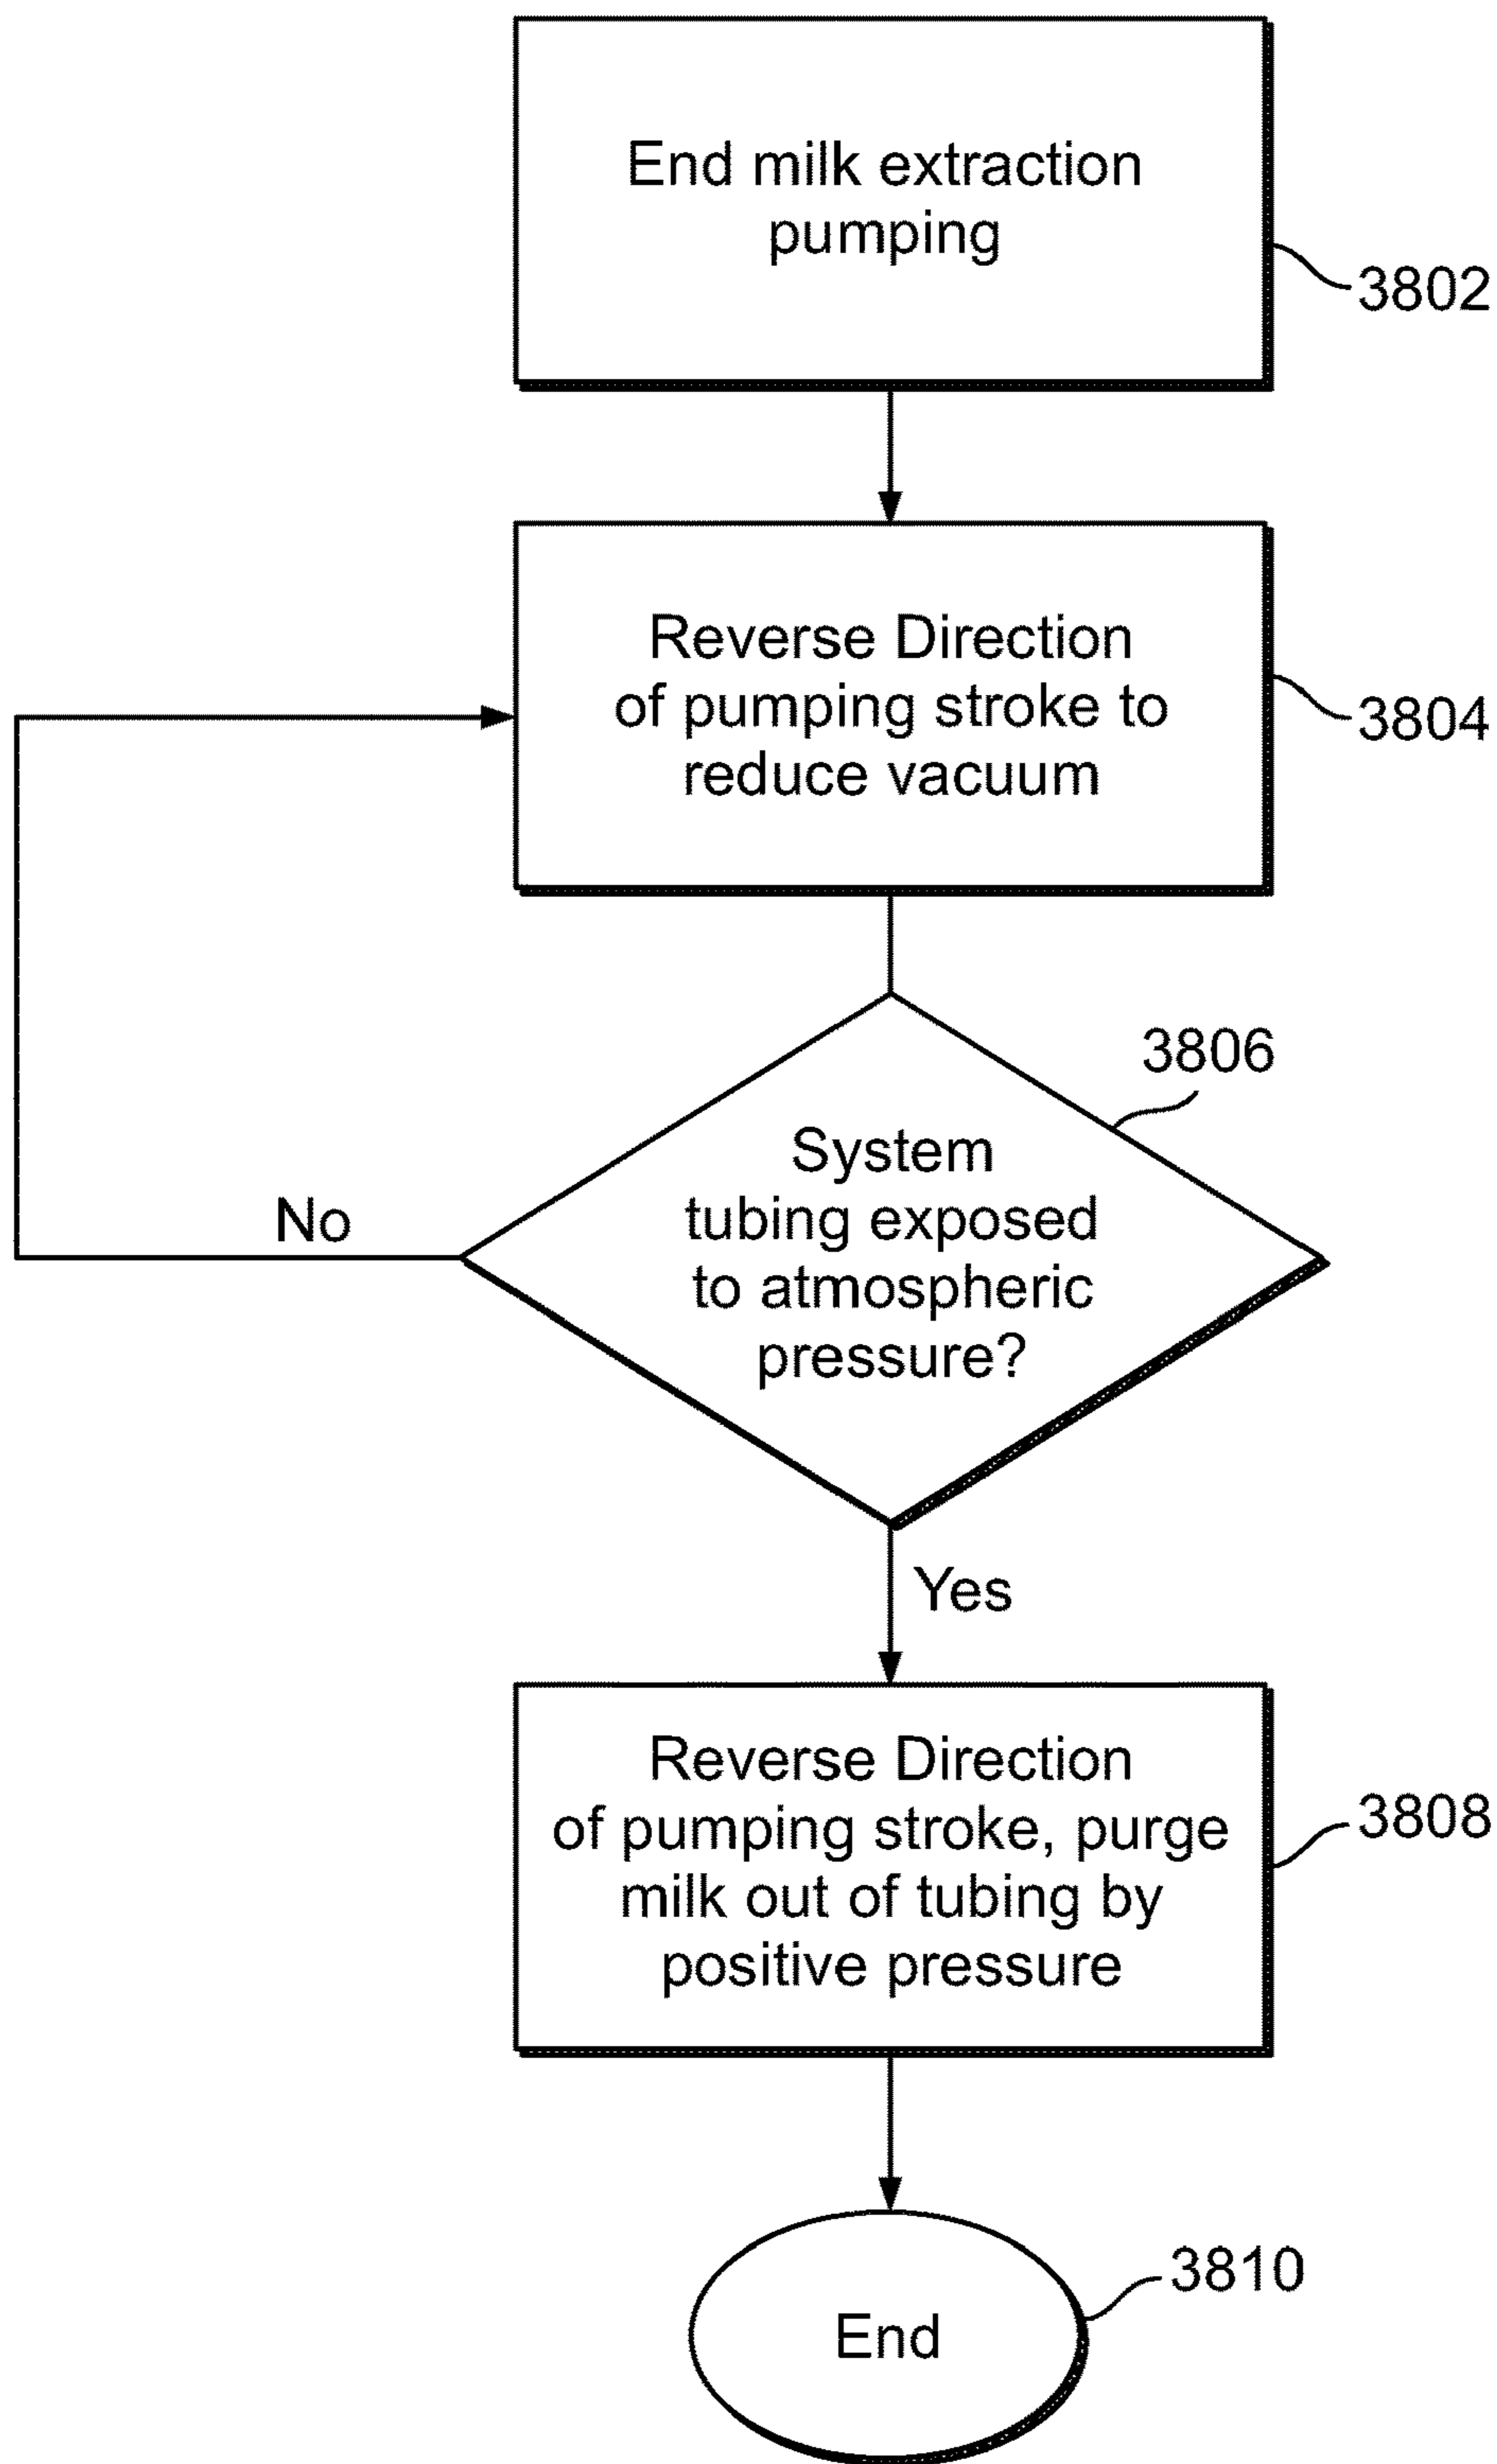 End milk extraction
pumping
3802
Reverse Direction
of pumping stroke to
reduce vacuum
3804
3806
System
tubing exposed
to atmospheric
pressure?
No
Yes
Reverse Direction
of pumping stroke, purge
milk out of tubing by
positive pressure
3808
3810
End